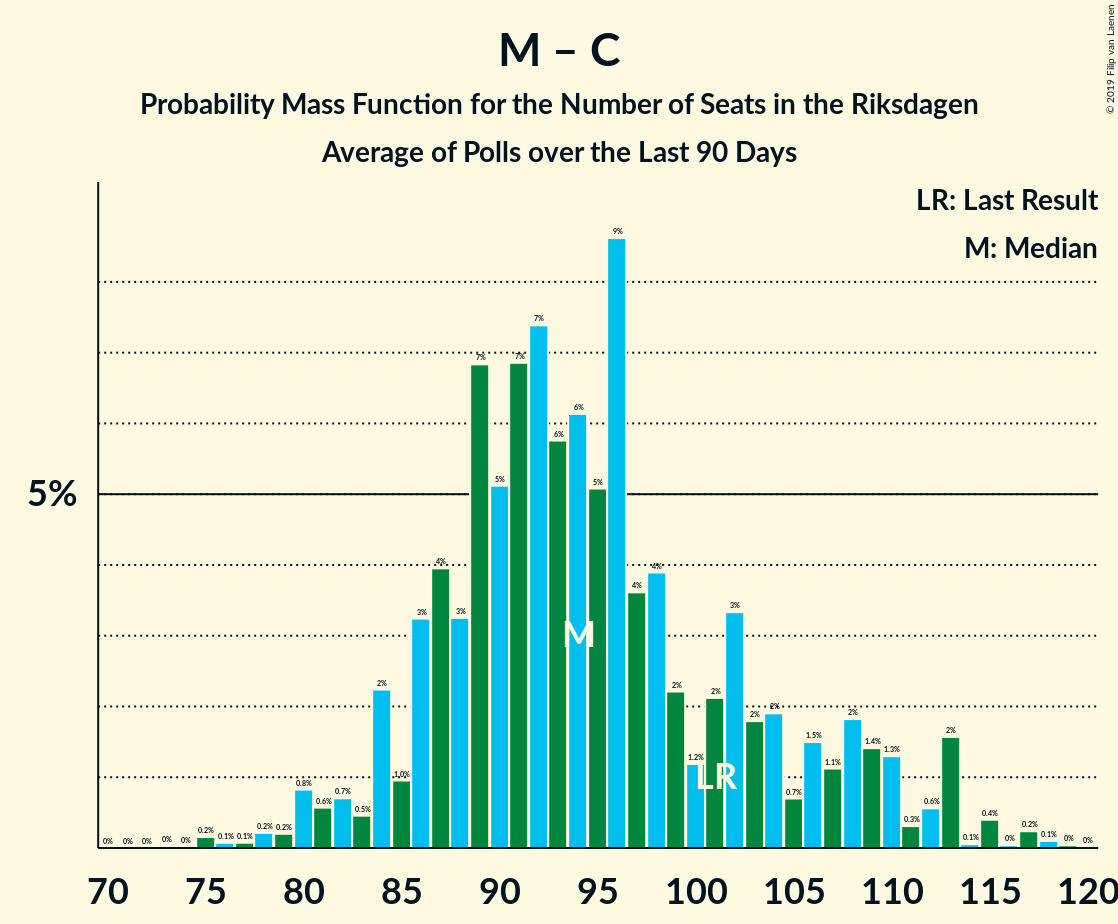 M – C
Probability Mass Function for the Number of Seats in the Riksdagen
Average of Polls over the Last 90 Days
© 2019 Filip van Laenen
LR: Last Result
M: Median
5%
0% 0% 0% 0% 0% 0.2% 0.1% 0.1% 0.2% 0.2% 0.8% 0.6% 0.7% 0.5% 2% 1.0% 3% 4% 3% 7% 5% 7% 7% 6% 6% 5% 9% 4% 4% 2% 1.2% 2% 3% 2% 2% 0.7% 1.5% 1.1% 2% 1.4% 1.3% 0.3% 0.6% 2% 0.1% 0.4% 0% 0.2% 0.1% 0% 0%
M
LR
70 75 80 85 90 95 100 105 110 115 120